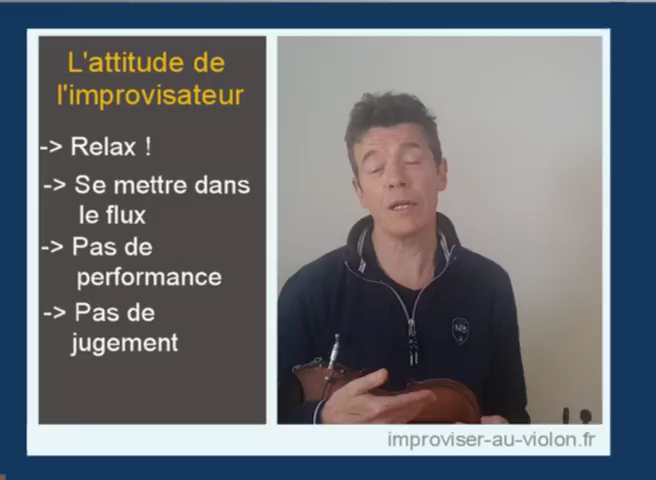 L'attitude de
l'improvisateur
-> Relax !
-> Se mettre dans
le flux
-> Pas de
performance
-> Pas de
jugement
improviser-au-violon.fr